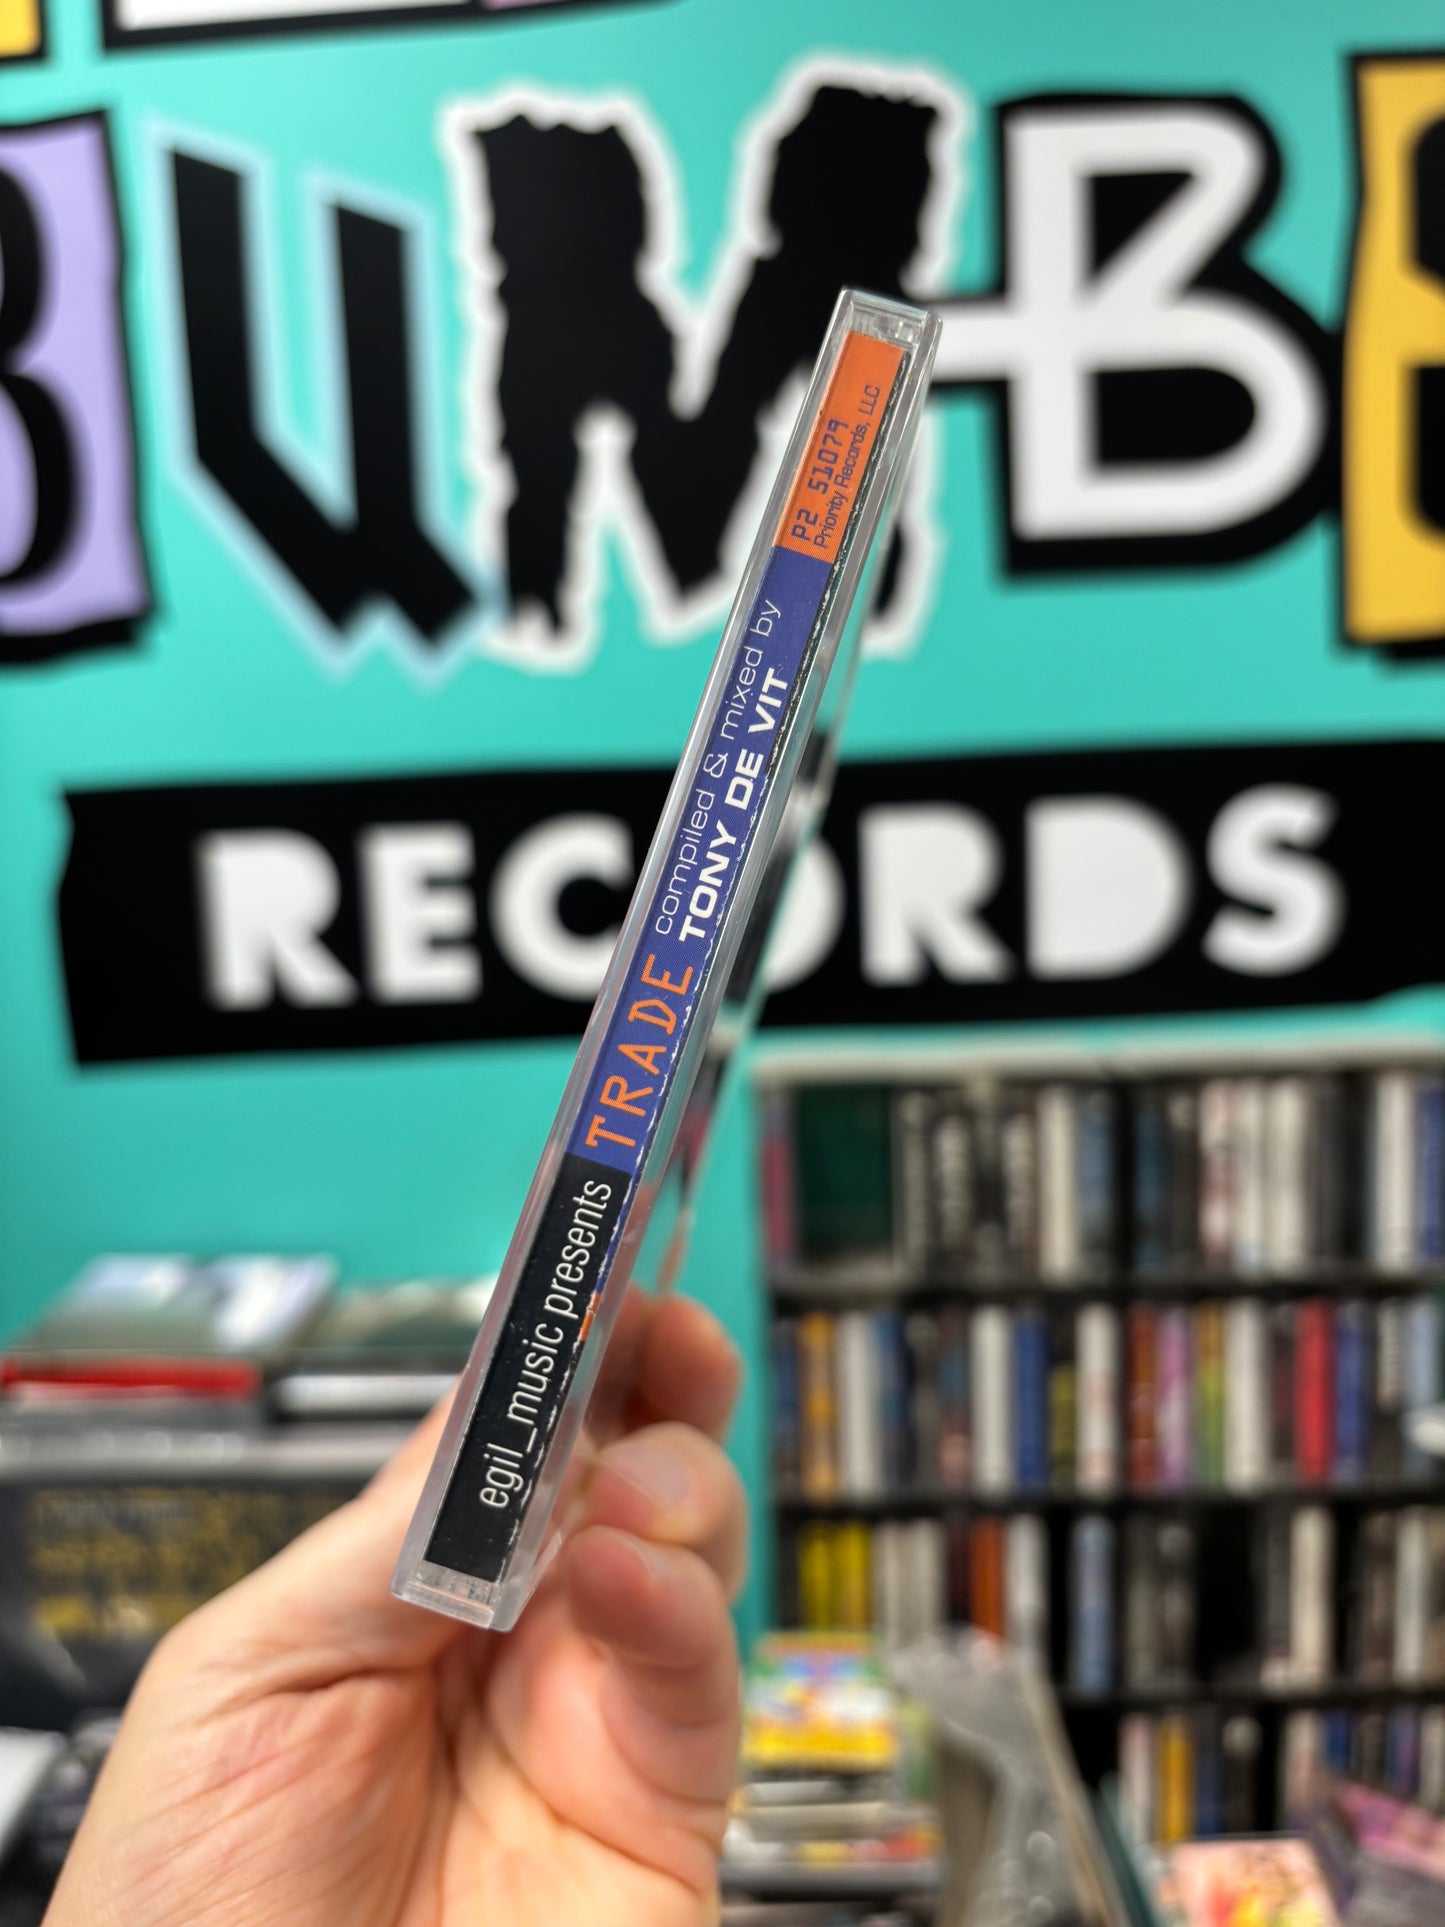 RECORDS
egil_music presents
TRADE
compiled & mixed by
TONY DE VIT
P2 51079
Priority Records, LLC